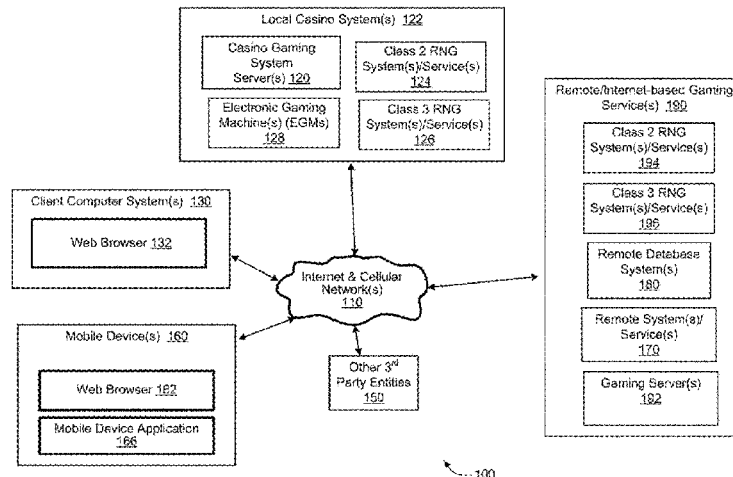 Local Casino System(s) 122
Casino Gaming
System
Server(s) 120
Class 2 RNG
System(s)/Service(s)
124
Electronic Gaming
Machine(s) (EGMs)
128
Class 3 RNG
System(s)/Service(s)
126
Remote/Internet-based Gaming
Service(s) 190
Class 2 RNG
System(s)/Service(s)
194
Class 3 RNG
System(s)/Service(s)
196
Remote Database
System(s)
180
Remote System(s)/
Service(s)
170
Gaming Server(s)
192
Client Computer System(s) 130
Web Browser 132
Internet & Cellular
Network(s)
110
Mobile Device(s) 160
Web Browser 162
Mobile Device Application
166
Other 3rd
Party Entities
150
100